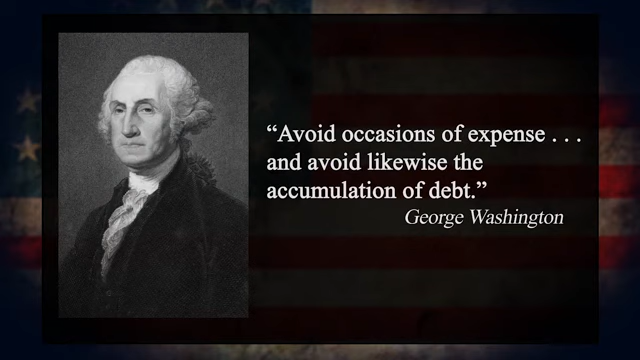 “Avoid occasions of expense . . .
and avoid likewise the
accumulation of debt.”
George Washington